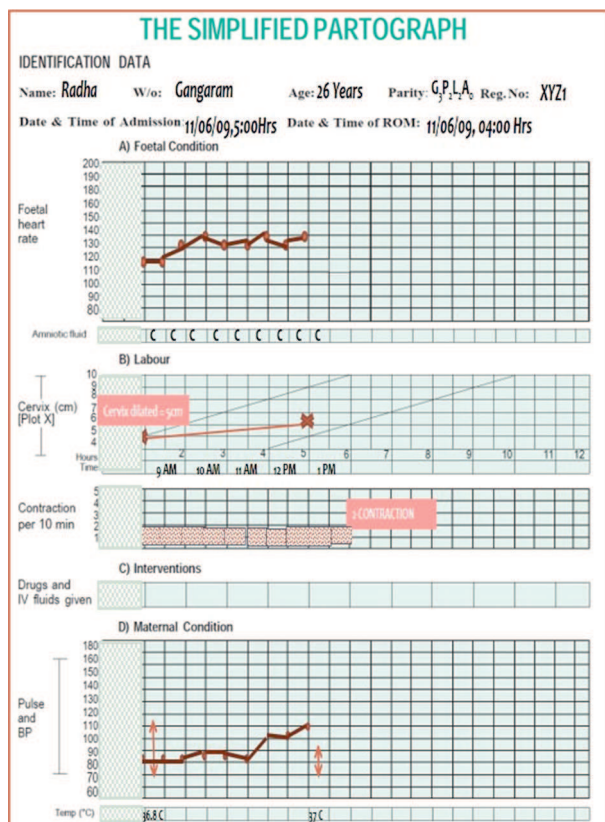 THE SIMPLIFIED PARTOGRAPH
IDENTIFICATION DATA
Name: Radha W/o: Gangaram Age: 26 Years Parity: G3P2L2A0 Reg. No: XYZ1
Date & Time of Admission: 11/06/09, 5:00Hrs Date & Time of ROM: 11/06/09, 04:00 Hrs
A) Foetal Condition
Foetal heart rate
200
190
180
170
160
150
140
130
120
110
100
90
80
Amniotic fluid C C C C C C C C C
B) Labour
Cervix (cm)
[Plot X]
10
9
8
7
6
5
4
Cervix dilated = 5cm
Hours 2 3 4 5 6 7 8 9 10 11 12
Time 9 AM 10 AM 11 AM 12 PM 1 PM
Contraction
per 10 min
5
4
3
2
1
2-CONTRACTION
C) Interventions
Drugs and
IV fluids given
D) Maternal Condition
Pulse
and
BP
180
170
160
150
140
130
120
110
100
90
80
70
60
Temp (°C) 36.8 C 37 C